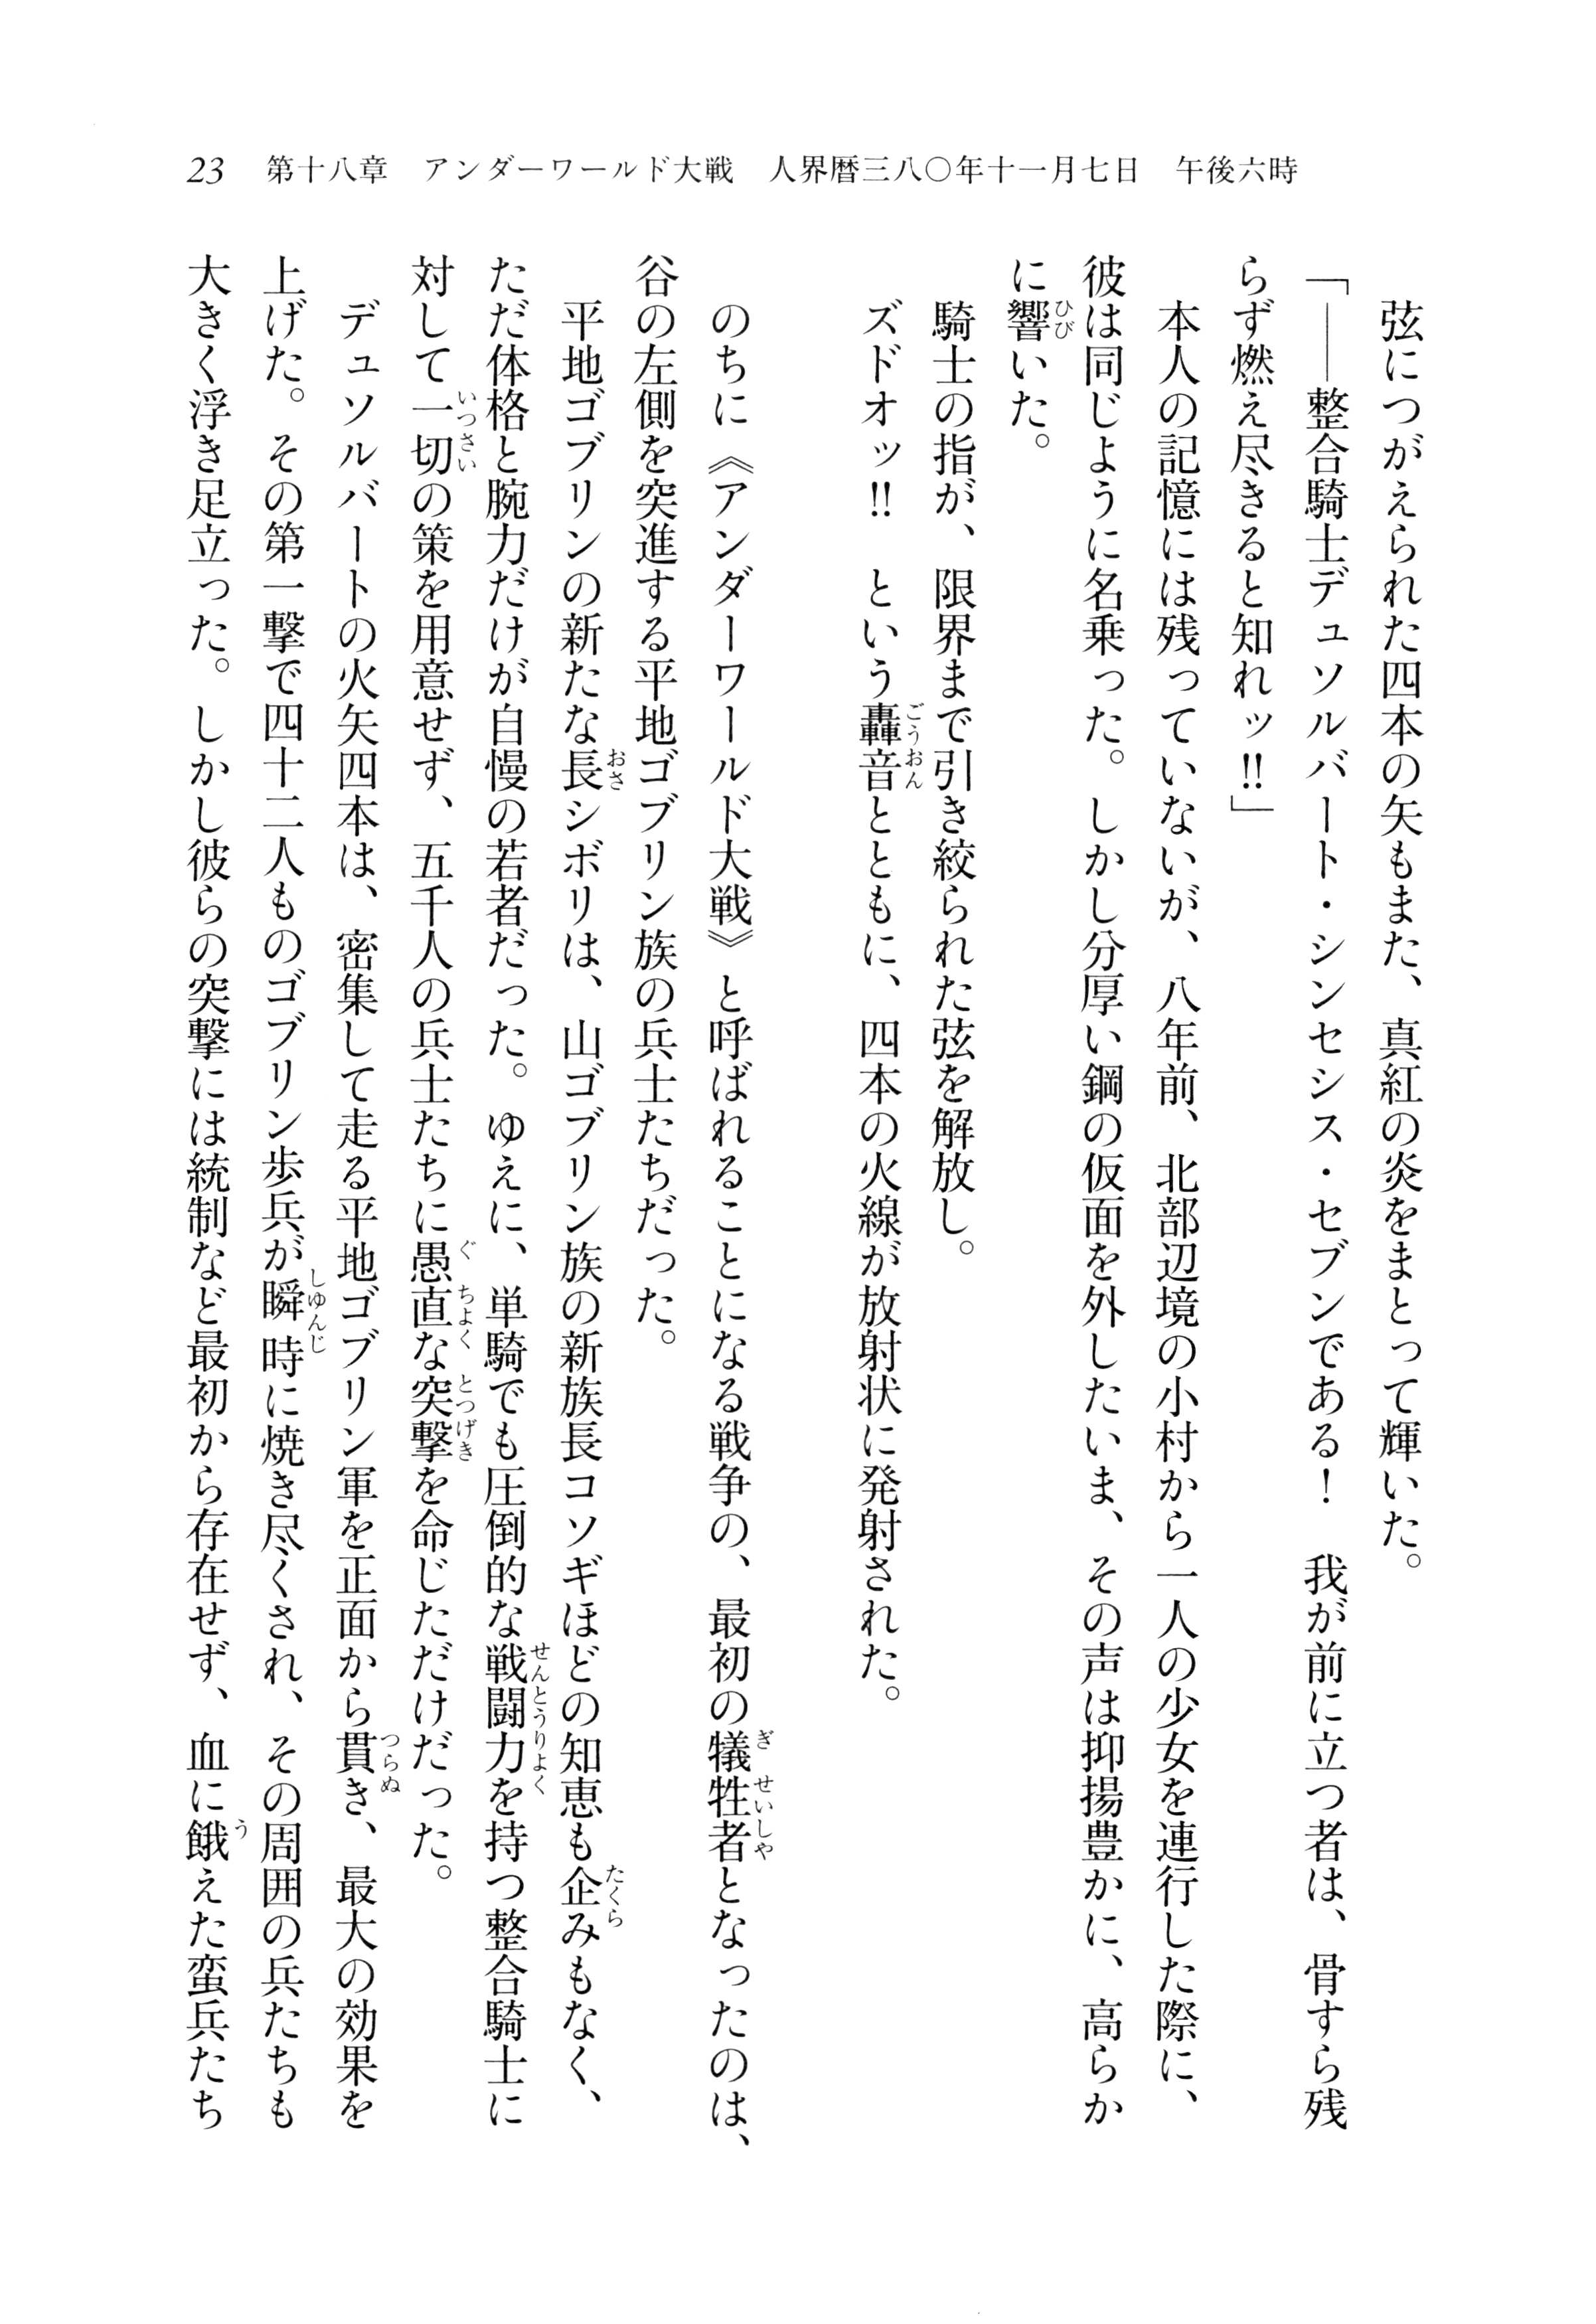 23　第十八章　アンダーワールド大戦　人界暦三八〇年十一月七日　午後六時
　弦につがえられた四本の矢もまた、真紅の炎をまとって輝いた。
「――整合騎士デュソルバート・シンセシス・セブンである！　我が前に立つ者は、骨すら残
らず燃え尽きると知れッ!!」
　本人の記憶には残っていないが、八年前、北部辺境の小村から一人の少女を連行した際に、
彼は同じように名乗った。しかし分厚い鋼の仮面を外したいま、その声は抑揚豊かに、高らか
に響いた。
　騎士の指が、限界まで引き絞られた弦を解放し。
　ズドオッ!!　という轟音とともに、四本の火線が放射状に発射された。
　のちに《アンダーワールド大戦》と呼ばれることになる戦争の、最初の犠牲者となったのは、
谷の左側を突進する平地ゴブリン族の兵士たちだった。
　平地ゴブリンの新たな長シボリは、山ゴブリン族の新族長コソギほどの知恵も企みもなく、
ただ体格と腕力だけが自慢の若者だった。ゆえに、単騎でも圧倒的な戦闘力を持つ整合騎士に
対して一切の策を用意せず、五千人の兵士たちに愚直な突撃を命じただけだった。
　デュソルバートの火矢四本は、密集して走る平地ゴブリン軍を正面から貫き、最大の効果を
上げた。その第一撃で四十二人ものゴブリン歩兵が瞬時に焼き尽くされ、その周囲の兵たちも
大きく浮き足立った。しかし彼らの突撃には統制など最初から存在せず、血に餓えた蛮兵たち